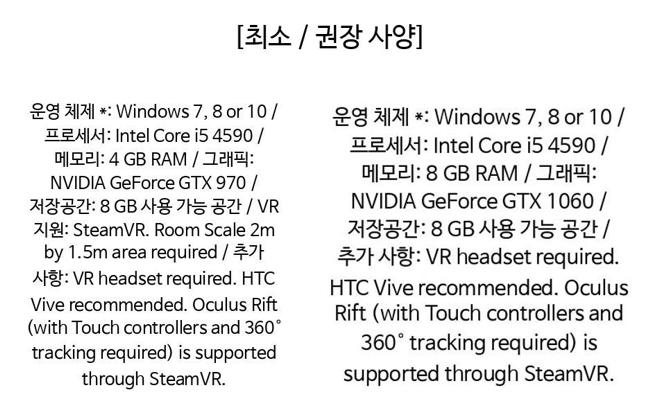 [최소 / 권장 사양]
운영 체제 *: Windows 7, 8 or 10 /
프로세서: Intel Core i5 4590 /
메모리: 4 GB RAM / 그래픽:
NVIDIA GeForce GTX 970 /
저장공간: 8 GB 사용 가능 공간 / VR
지원: SteamVR. Room Scale 2m
by 1.5m area required / 추가
사항: VR headset required. HTC
Vive recommended. Oculus Rift
(with Touch controllers and 360°
tracking required) is supported
through SteamVR.
운영 체제 *: Windows 7, 8 or 10 /
프로세서: Intel Core i5 4590 /
메모리: 8 GB RAM / 그래픽:
NVIDIA GeForce GTX 1060 /
저장공간: 8 GB 사용 가능 공간 /
추가 사항: VR headset required.
HTC Vive recommended. Oculus
Rift (with Touch controllers and
360° tracking required) is
supported through SteamVR.